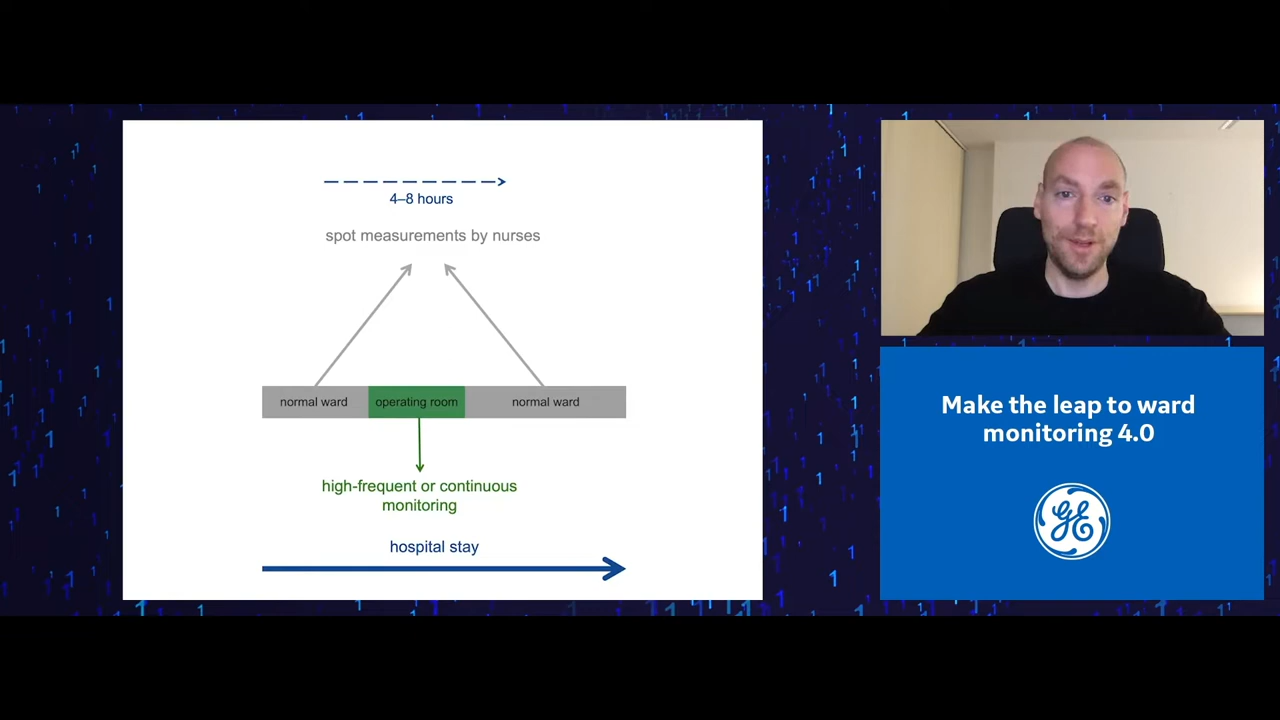 4–8 hours
spot measurements by nurses
normal ward
operating room
normal ward
high-frequent or continuous
monitoring
hospital stay
Make the leap to ward
monitoring 4.0
GE